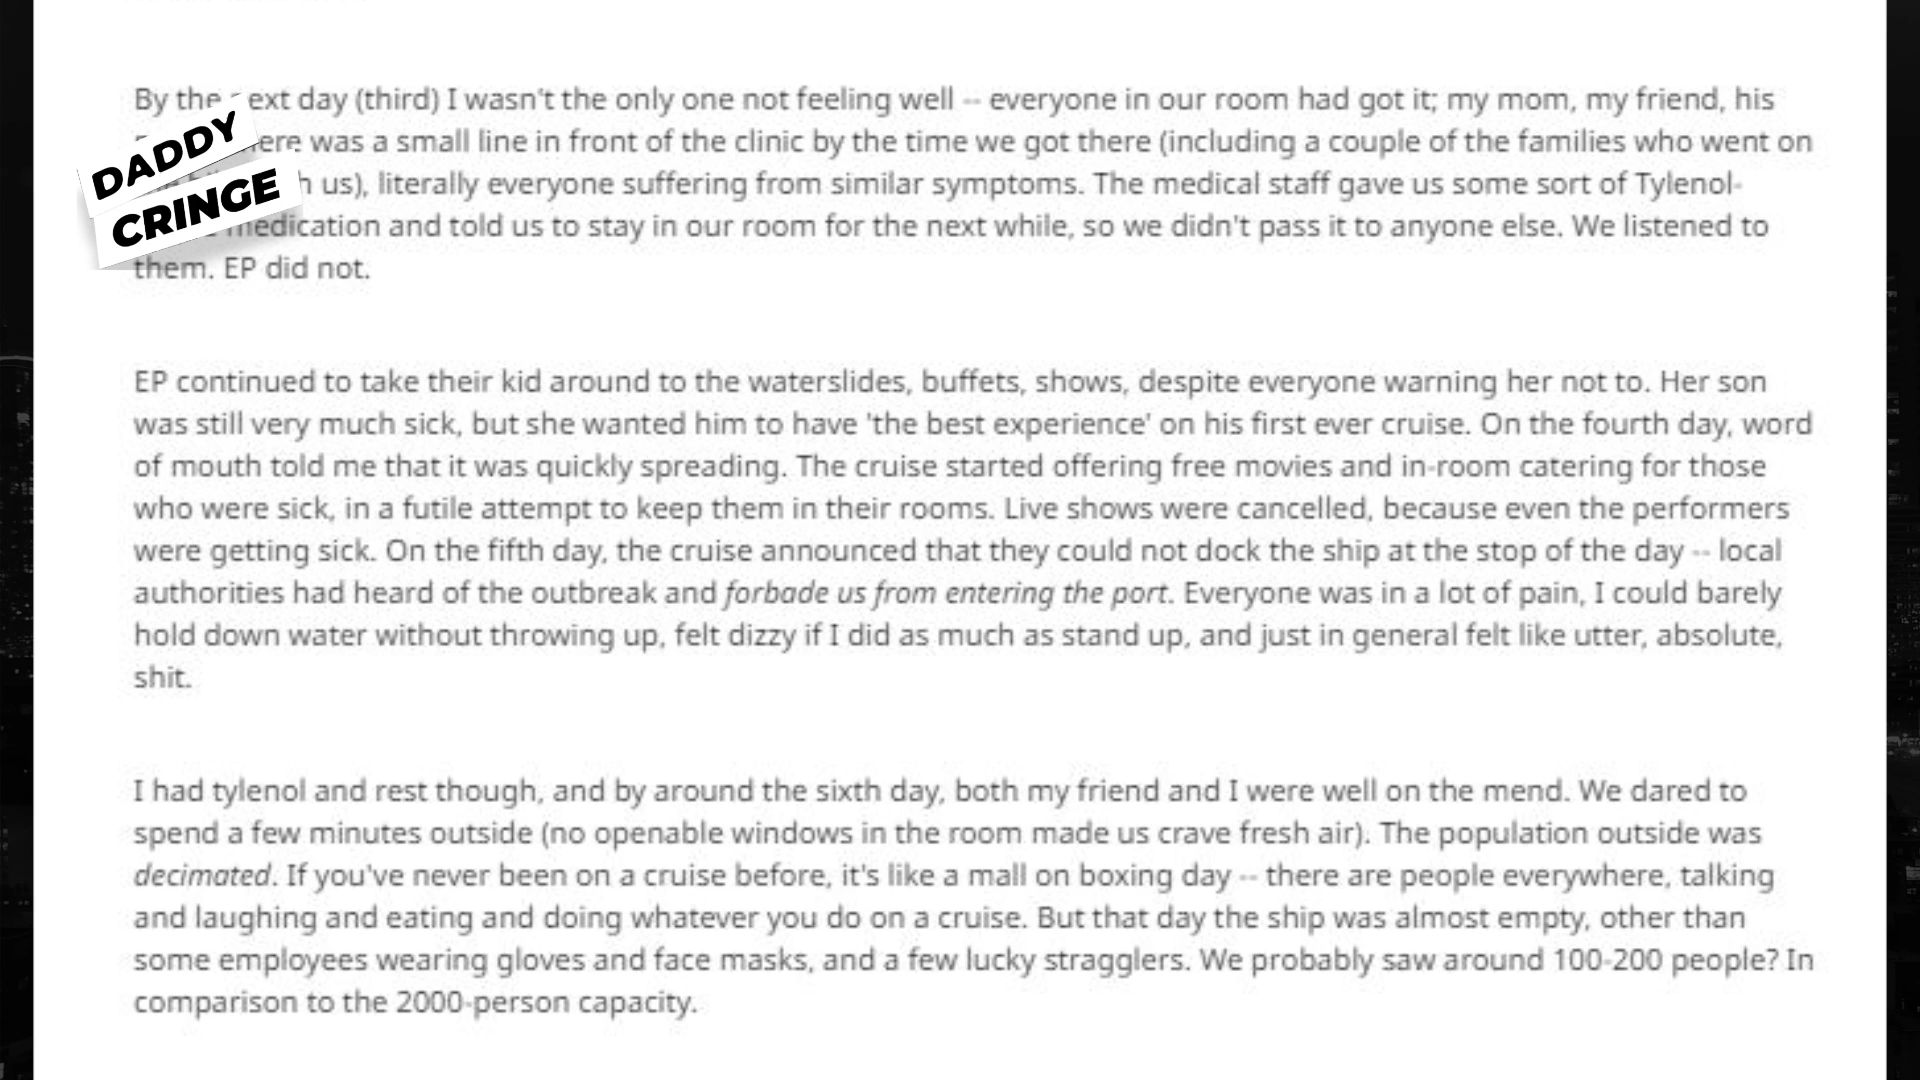 By the next day (third) I wasn't the only one not feeling well -- everyone in our room had got it; my mom, my friend, his
ere was a small line in front of the clinic by the time we got there (including a couple of the families who went on
DADDY
CRINGE
h us), literally everyone suffering from similar symptoms. The medical staff gave us some sort of Tylenol-
medication and told us to stay in our room for the next while, so we didn't pass it to anyone else. We listened to
them. EP did not.
EP continued to take their kid around to the waterslides, buffets, shows, despite everyone warning her not to. Her son
was still very much sick, but she wanted him to have 'the best experience' on his first ever cruise. On the fourth day, word
of mouth told me that it was quickly spreading. The cruise started offering free movies and in-room catering for those
who were sick, in a futile attempt to keep them in their rooms. Live shows were cancelled, because even the performers
were getting sick. On the fifth day, the cruise announced that they could not dock the ship at the stop of the day -- local
authorities had heard of the outbreak and forbade us from entering the port. Everyone was in a lot of pain, I could barely
hold down water without throwing up, felt dizzy if I did as much as stand up, and just in general felt like utter, absolute,
shit.
I had tylenol and rest though, and by around the sixth day, both my friend and I were well on the mend. We dared to
spend a few minutes outside (no openable windows in the room made us crave fresh air). The population outside was
decimated. If you've never been on a cruise before, it's like a mall on boxing day -- there are people everywhere, talking
and laughing and eating and doing whatever you do on a cruise. But that day the ship was almost empty, other than
some employees wearing gloves and face masks, and a few lucky stragglers. We probably saw around 100-200 people? In
comparison to the 2000-person capacity.